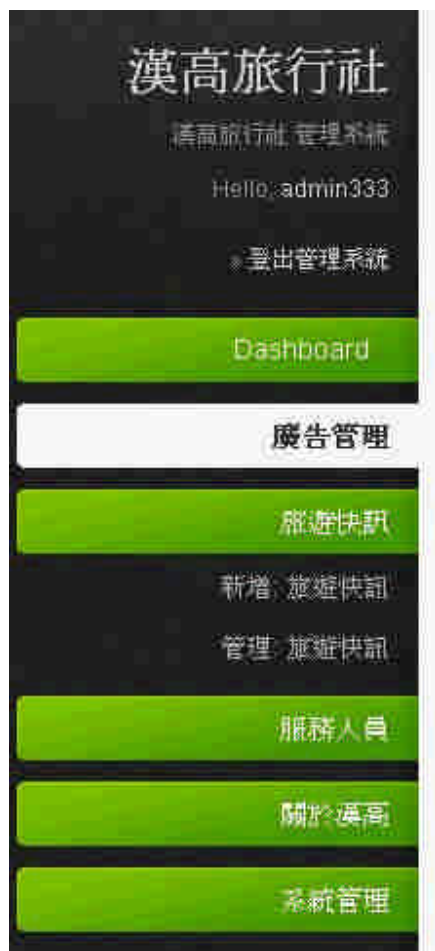 漢高旅行社
漢高旅行社 管理系統
Hello, admin333
» 登出管理系統
Dashboard
廣告管理
旅遊快訊
新增: 旅遊快訊
管理: 旅遊快訊
服務人員
關於漢高
系統管理